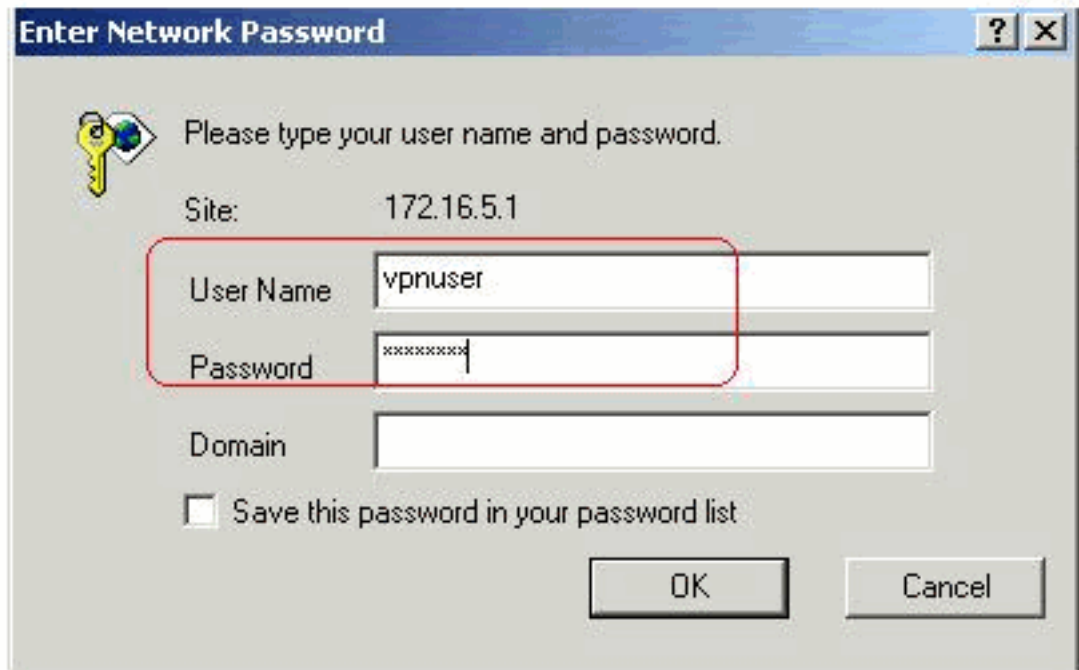 Enter Network Password
Please type your user name and password.
Site: 172.16.5.1
User Name vpnuser
Password xxxxxxxx
Domain
Save this password in your password list
OK Cancel